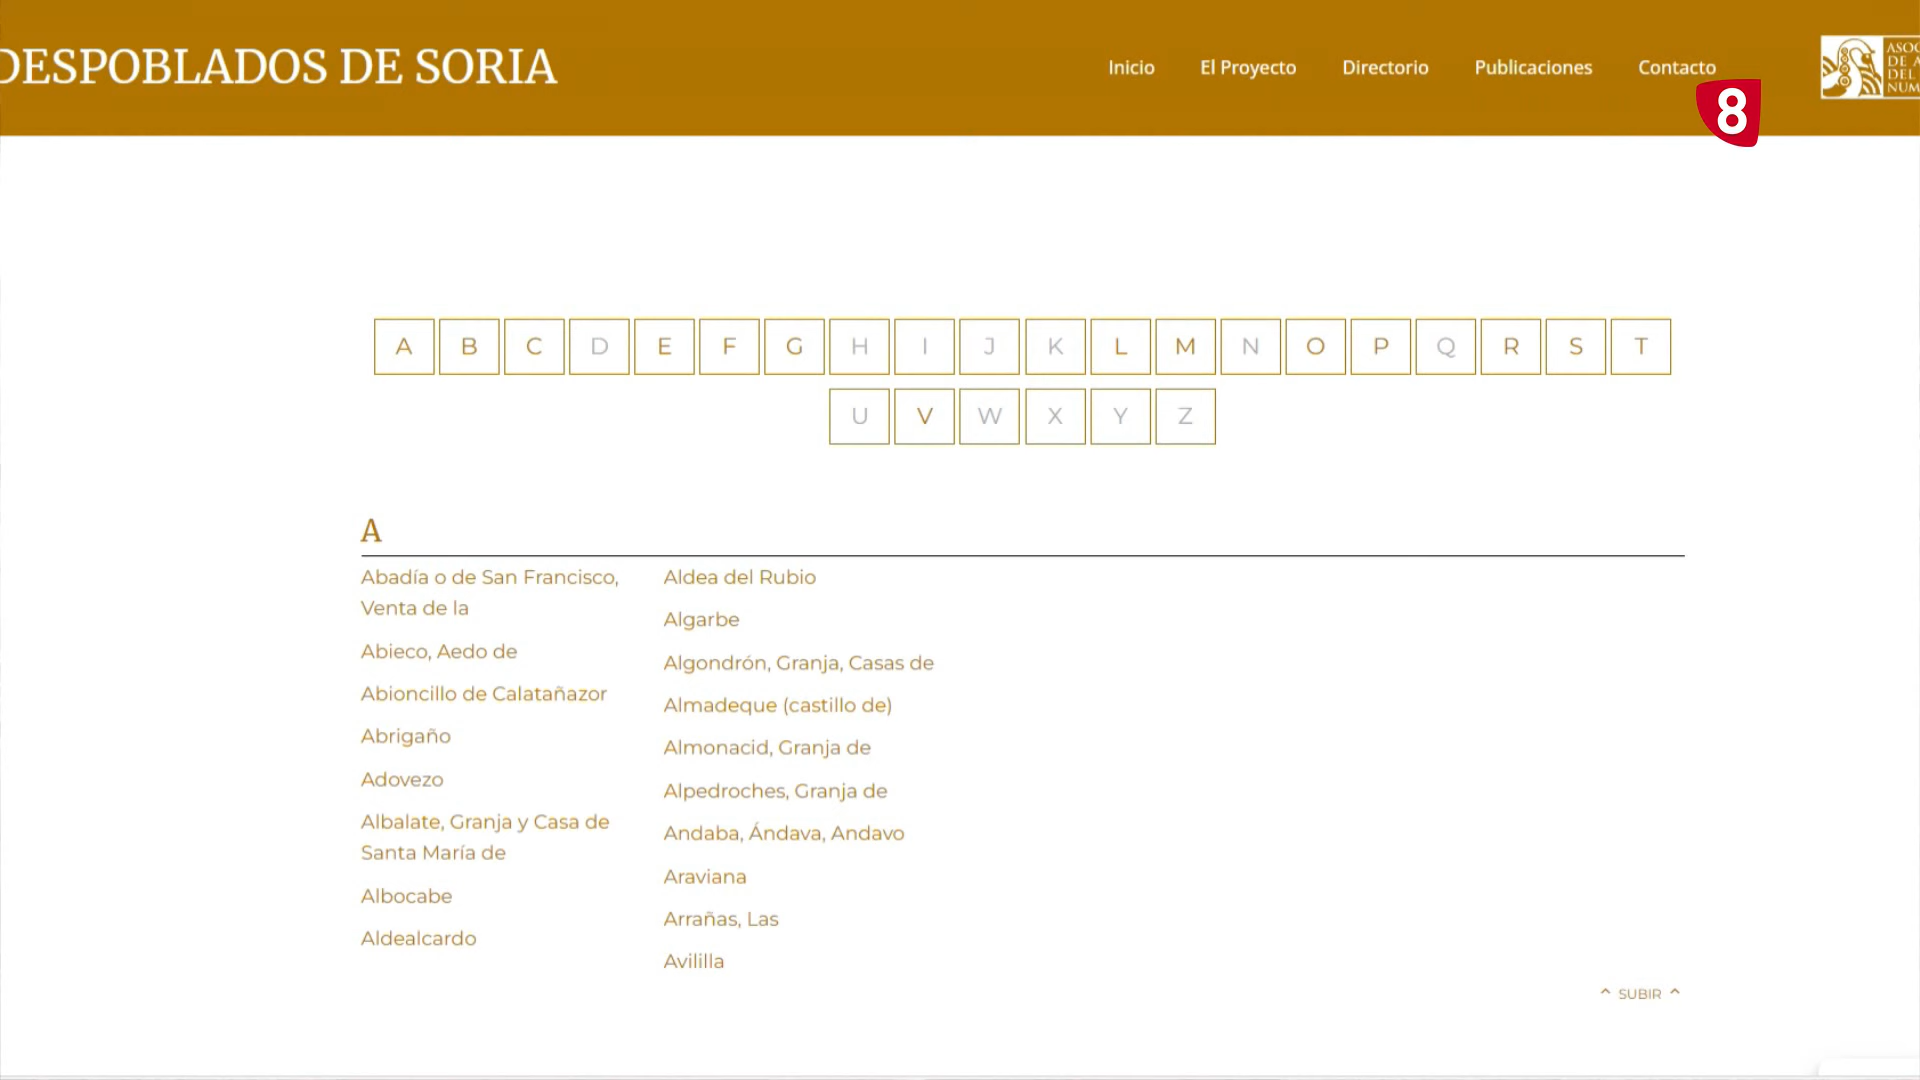 DESPOBLADOS DE SORIA
Inicio El Proyecto Directorio Publicaciones Contacto
8
A B C D E F G H I J K L M N O P Q R S T
U V W X Y Z
A
Abadía o de San Francisco,
Venta de la
Abieco, Aedo de
Abioncillo de Calatañazor
Abrigaño
Adovezo
Albalate, Granja y Casa de
Santa María de
Albocabe
Aldealcardo
Aldea del Rubio
Algarbe
Algondrón, Granja, Casas de
Almadeque (castillo de)
Almonacid, Granja de
Alpedroches, Granja de
Andaba, Ándava, Andavo
Araviana
Arrañas, Las
Avililla
SUBIR